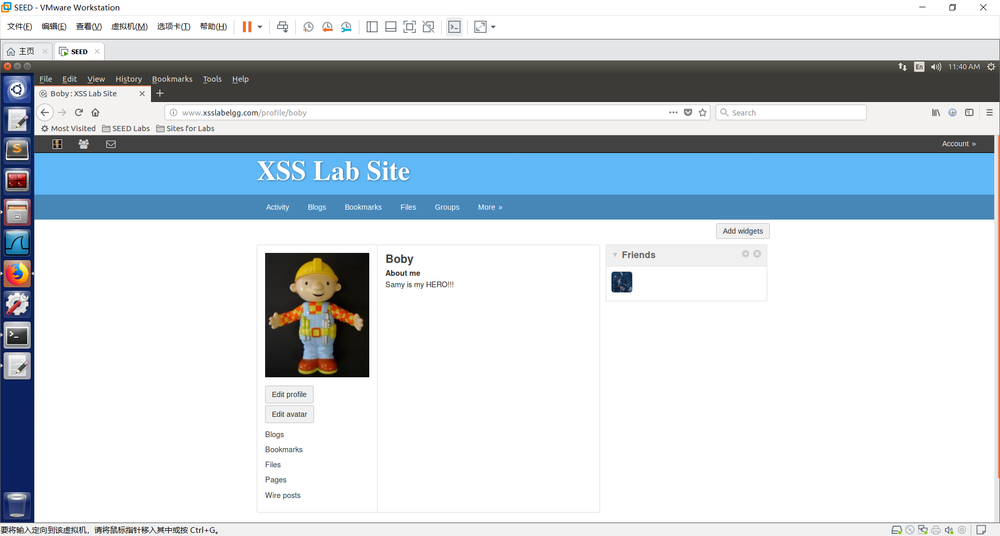 SEED - VMware Workstation
文件(F) 编辑(E) 查看(V) 虚拟机(M) 选项卡(T) 帮助(H)
主页 SEED
En 11:40 AM
File Edit View History Bookmarks Tools Help
Boby : XSS Lab Site
www.xsslabelgg.com/profile/boby Search
Most Visited SEED Labs Sites for Labs
Account »
XSS Lab Site
Activity Blogs Bookmarks Files Groups More »
Add widgets
Boby
About me
Samy is my HERO!!!
Friends
Edit profile
Edit avatar
Blogs
Bookmarks
Files
Pages
Wire posts
要将输入定向到该虚拟机，请将鼠标指针移入其中或按 Ctrl+G。